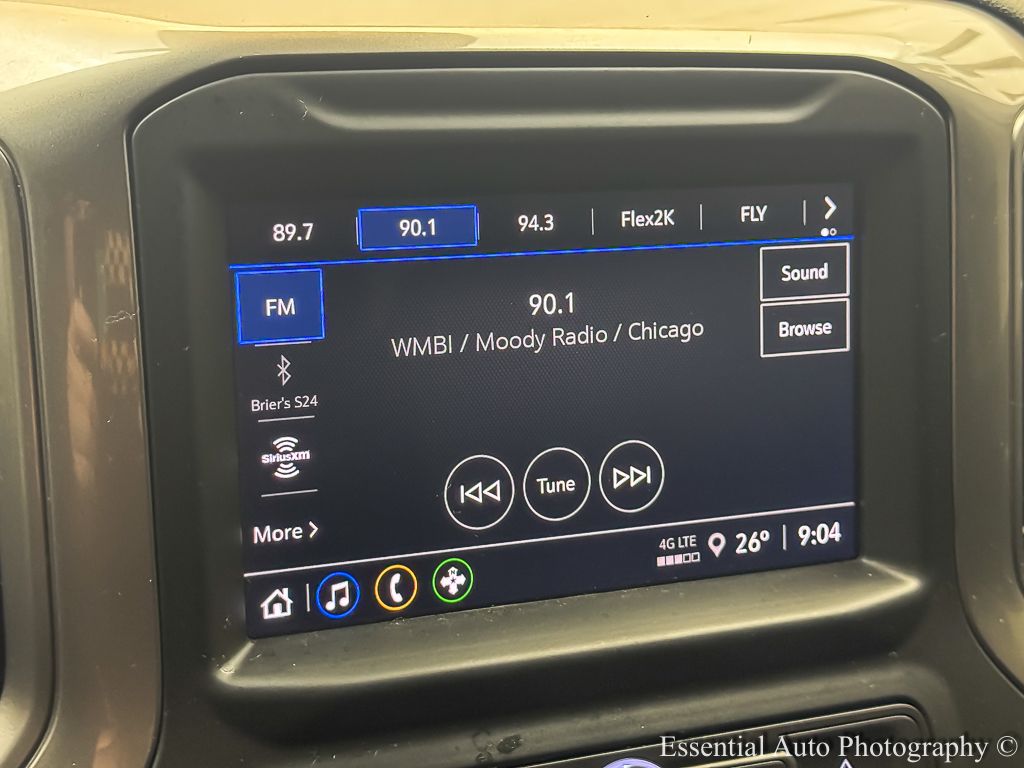 89.7 90.1 94.3 Flex2K FLY
FM
90.1
WMBI / Moody Radio / Chicago
Sound
Browse
Brier's S24
SiriusXM
Tune
More
4G LTE 26° 9:04
N
Essential Auto Photography ©